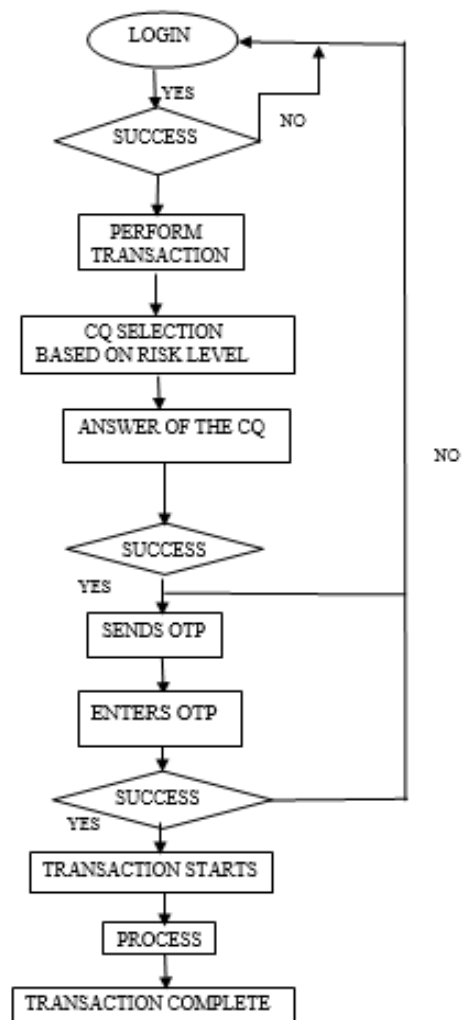 LOGIN
YES
NO
SUCCESS
PERFORM
TRANSACTION
CQ SELECTION
BASED ON RISK LEVEL
ANSWER OF THE CQ
NO
SUCCESS
YES
SENDS OTP
ENTERS OTP
SUCCESS
YES
TRANSACTION STARTS
PROCESS
TRANSACTION COMPLETE